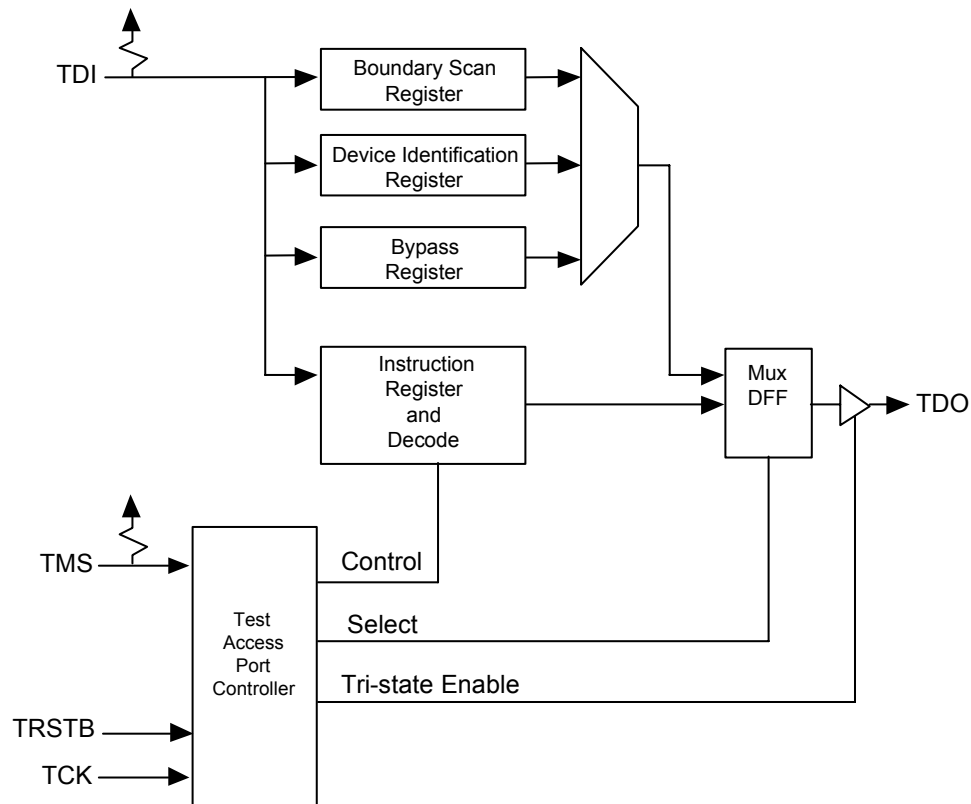 TDI
Boundary Scan
Register
Device Identification
Register
Bypass
Register
Instruction
Register
and
Decode
Mux
DFF
TDO
TMS
Control
Test
Access
Port
Controller
Select
Tri-state Enable
TRSTB
TCK